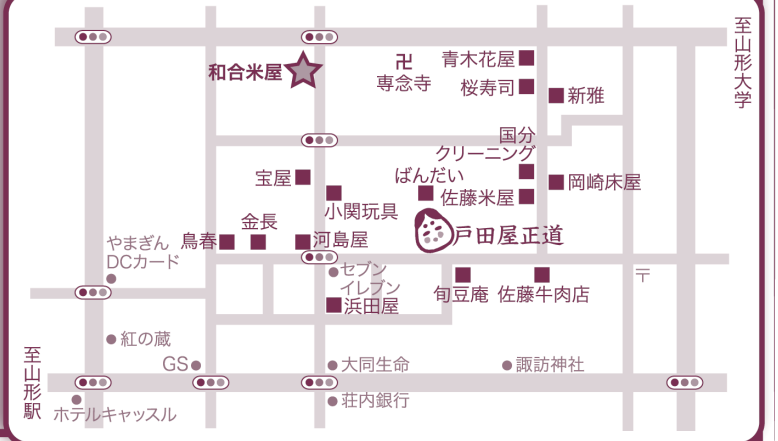 至山形大学
和合米屋
卍
専念寺
青木花屋
桜寿司
新雅
国分
クリーニング
宝屋
ばんだい
岡崎床屋
小関玩具
佐藤米屋
金長
鳥春
河島屋
戸田屋正道
やまぎん
DCカード
セブン
イレブン
旬豆庵
佐藤牛肉店
〒
浜田屋
紅の蔵
GS
大同生命
諏訪神社
至山形駅
ホテルキャッスル
荘内銀行